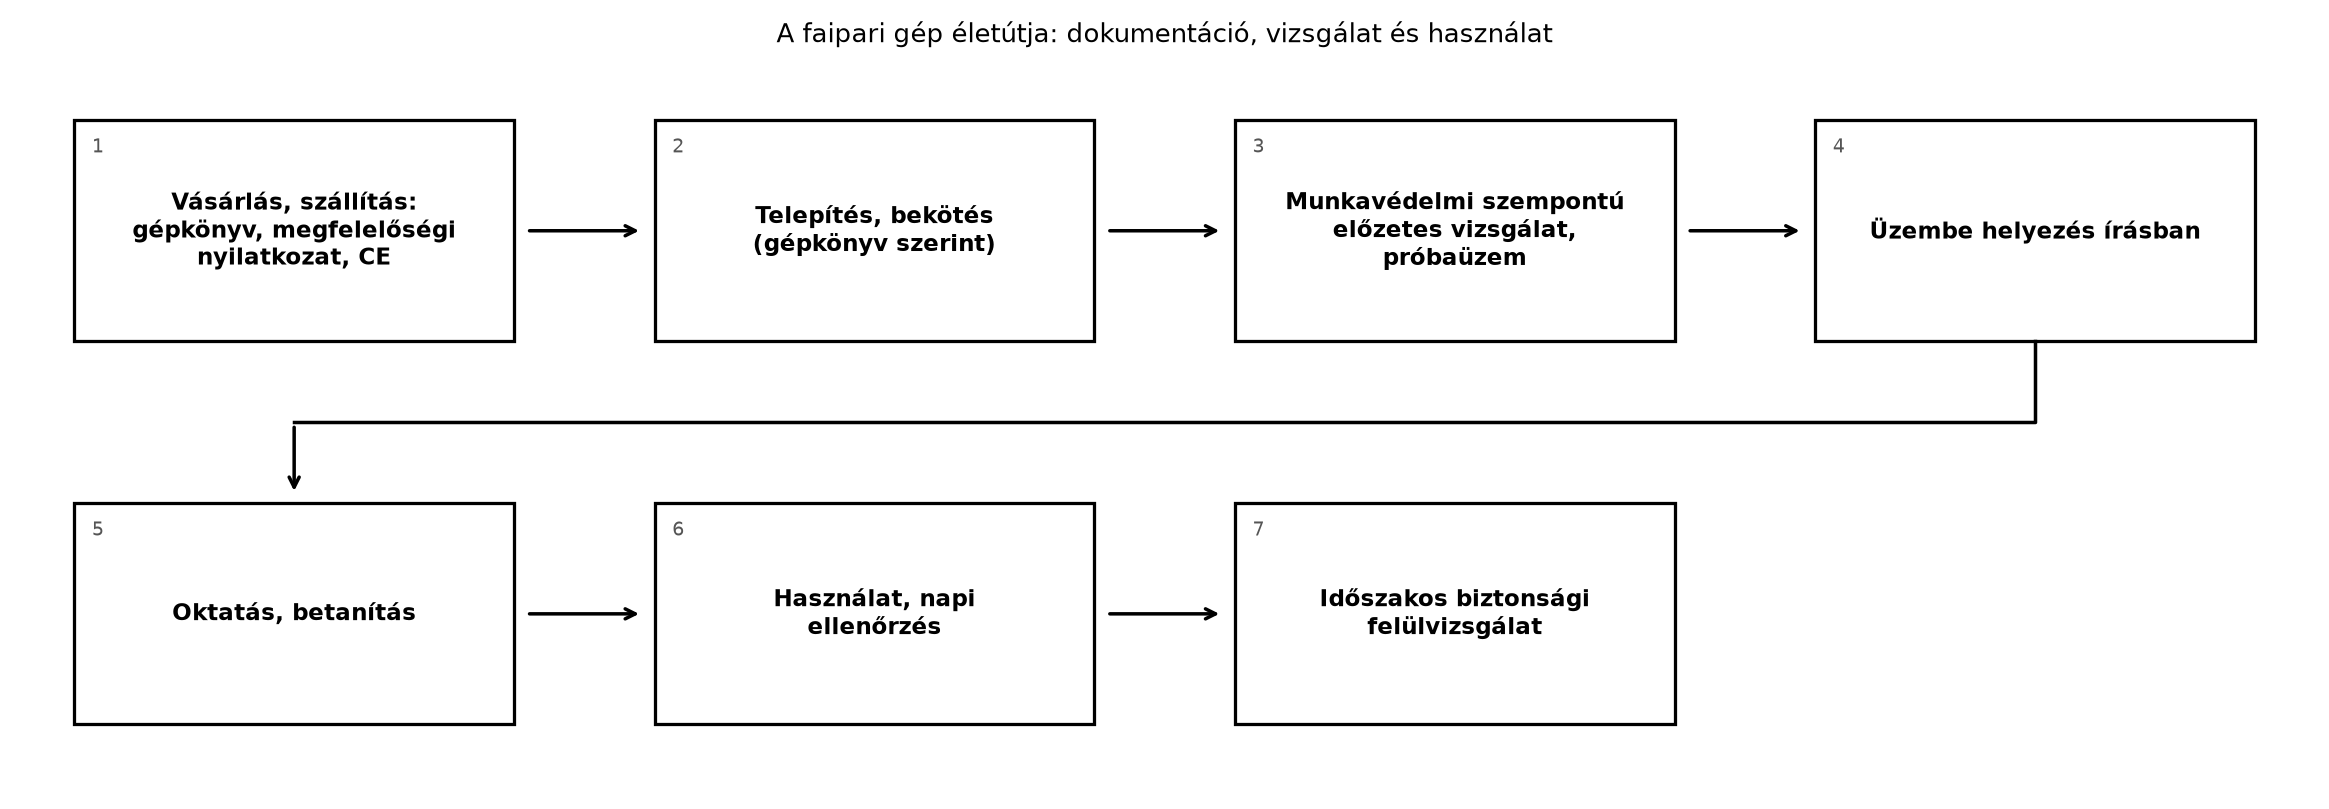 A faipari gép életútja: dokumentáció, vizsgálat és használat
1
Vásárlás, szállítás:
gépkönyv, megfelelőségi
nyilatkozat, CE
2
Telepítés, bekötés
(gépkönyv szerint)
3
Munkavédelmi szempontú
előzetes vizsgálat,
próbaüzem
4
Üzembe helyezés írásban
5
Oktatás, betanítás
6
Használat, napi
ellenőrzés
7
Időszakos biztonsági
felülvizsgálat